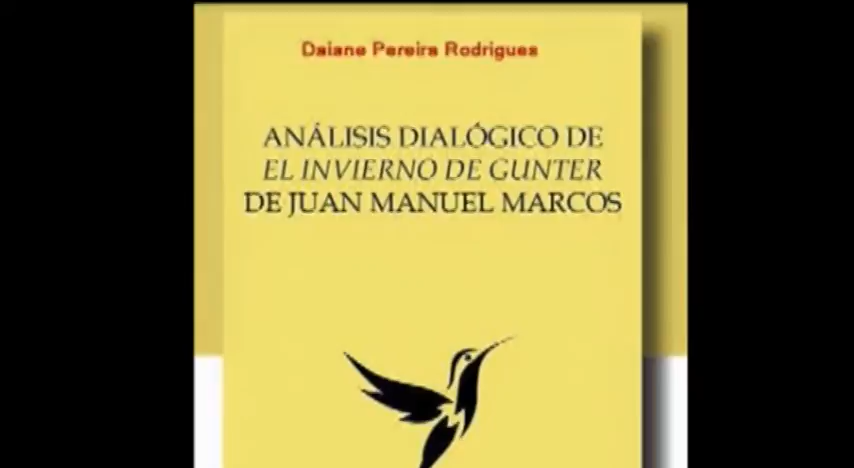 Daiane Pereira Rodrigues
ANÁLISIS DIALÓGICO DE
EL INVIERNO DE GUNTER
DE JUAN MANUEL MARCOS